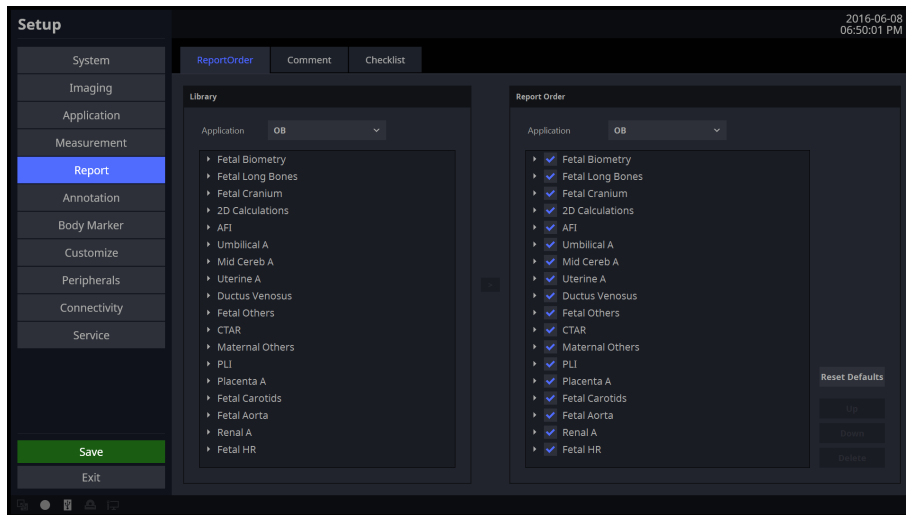 Setup
2016-06-08
06:50:01 PM
System
Imaging
Application
Measurement
Report
Annotation
Body Marker
Customize
Peripherals
Connectivity
Service
Save
Exit
ReportOrder Comment Checklist
Library
Application OB
Fetal Biometry
Fetal Long Bones
Fetal Cranium
2D Calculations
AFI
Umbilical A
Mid Cereb A
Uterine A
Ductus Venosus
Fetal Others
CTAR
Maternal Others
PLI
Placenta A
Fetal Carotids
Fetal Aorta
Renal A
Fetal HR
Report Order
Application OB
Fetal Biometry
Fetal Long Bones
Fetal Cranium
2D Calculations
AFI
Umbilical A
Mid Cereb A
Uterine A
Ductus Venosus
Fetal Others
CTAR
Maternal Others
PLI
Placenta A
Fetal Carotids
Fetal Aorta
Renal A
Fetal HR
Reset Defaults
Up
Down
Delete